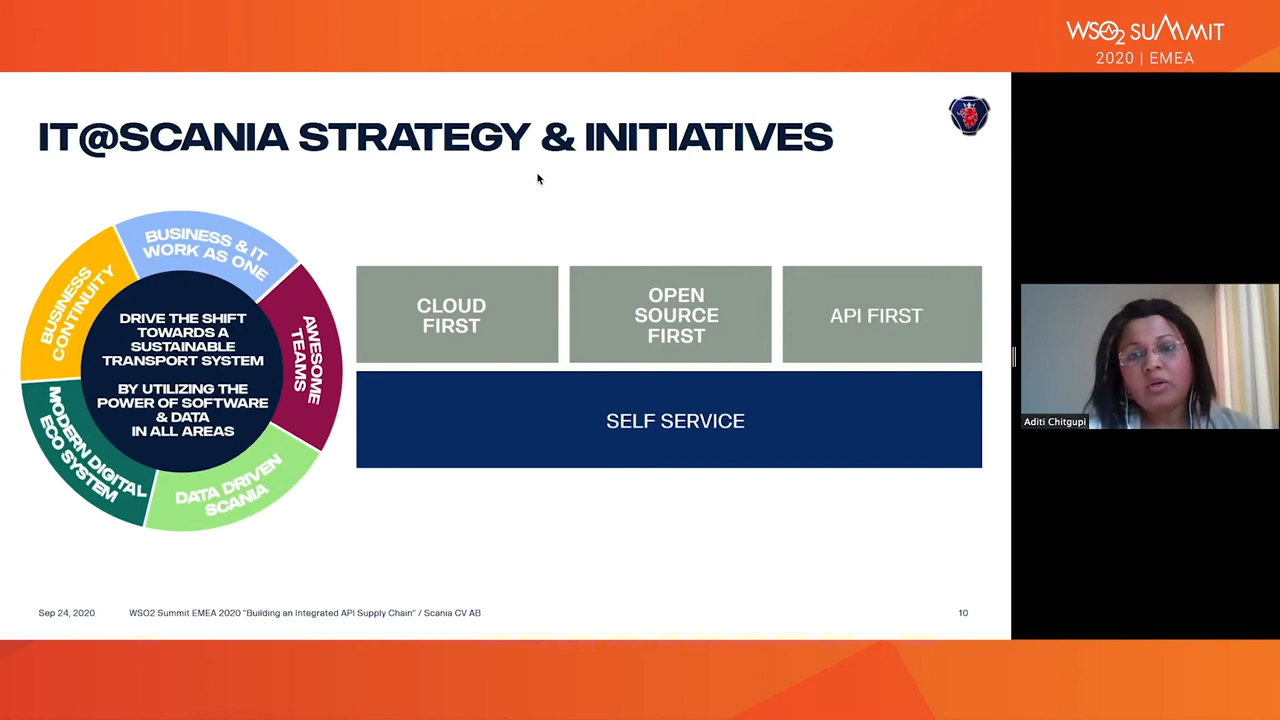 WSO2 SUMMIT
2020 | EMEA
IT@SCANIA STRATEGY & INITIATIVES
BUSINESS & IT
WORK AS ONE
AWESOME
TEAMS
DATA DRIVEN
SCANIA
MODERN DIGITAL
ECO SYSTEM
BUSINESS
CONTINUITY
DRIVE THE SHIFT
TOWARDS A
SUSTAINABLE
TRANSPORT SYSTEM
BY UTILIZING THE
POWER OF SOFTWARE
& DATA
IN ALL AREAS
CLOUD
FIRST
OPEN
SOURCE
FIRST
API FIRST
SELF SERVICE
Aditi Chitgupi
Sep 24, 2020
WSO2 Summit EMEA 2020 "Building an Integrated API Supply Chain" / Scania CV AB
10